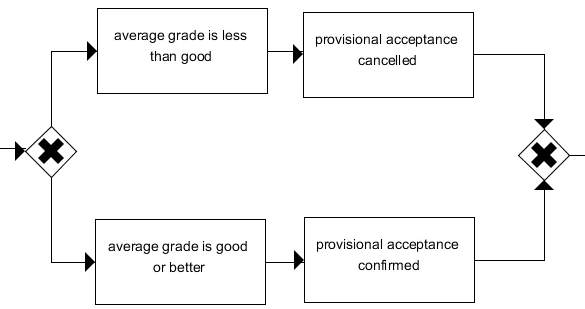 average grade is less
than good
provisional acceptance
cancelled
average grade is good
or better
provisional acceptance
confirmed